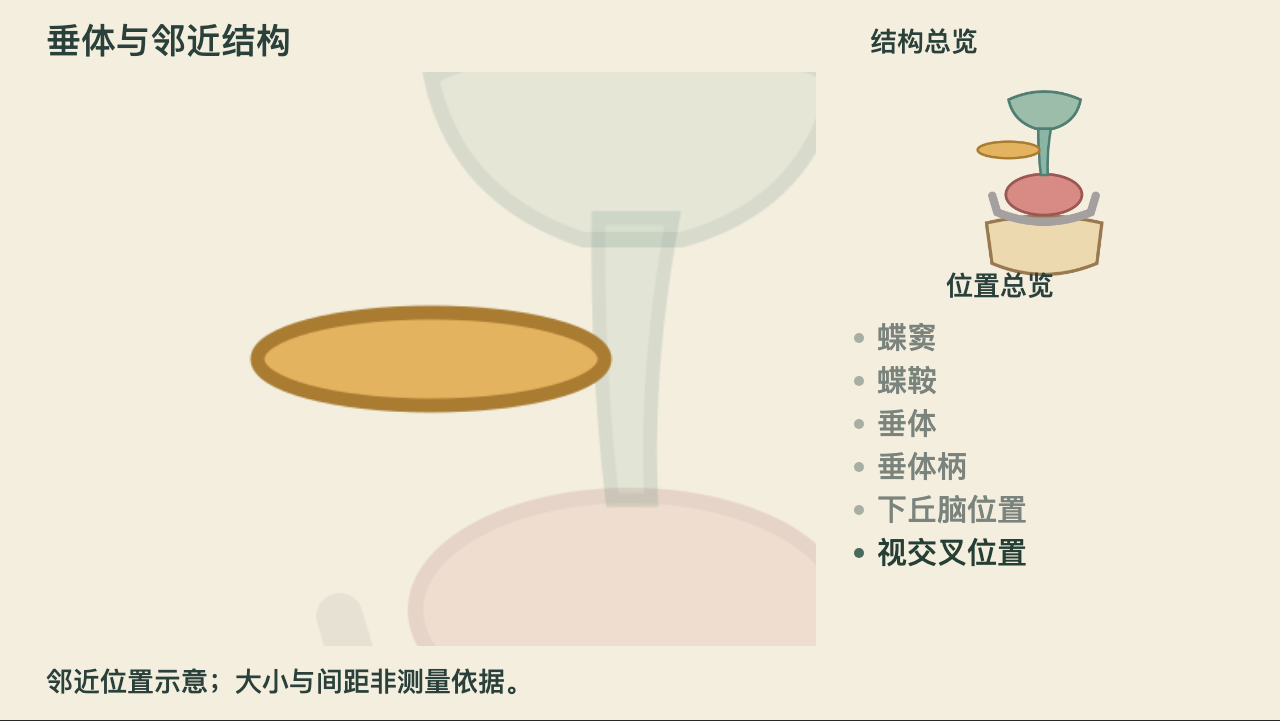 垂体与邻近结构
结构总览
位置总览
蝶窦
蝶鞍
垂体
垂体柄
下丘脑位置
视交叉位置
邻近位置示意；大小与间距非测量依据。